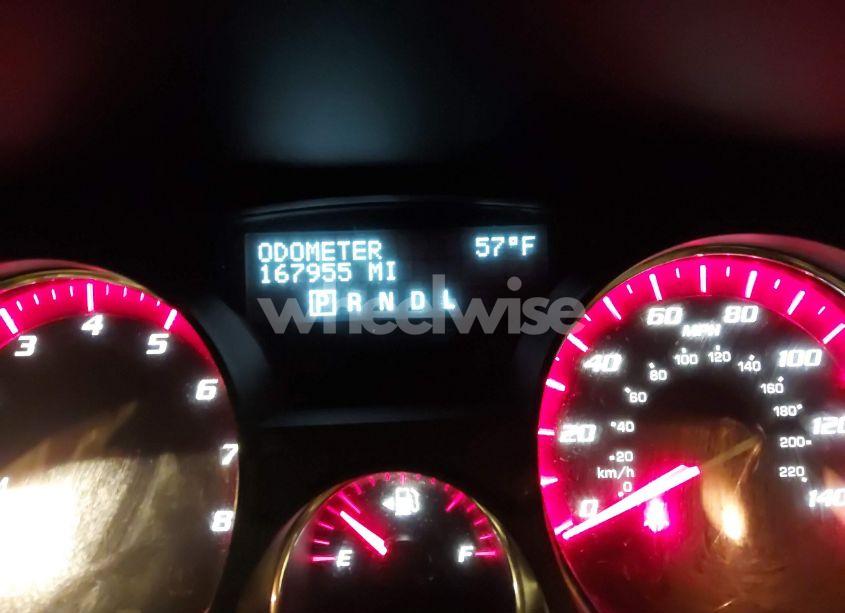 ODOMETER 57°F
167955 MI
P R N D L
wheelwise
3 4 5 6 7 8
E F
0 20 40 60 80 100 120 140
MPH
0 20 40 60 80 100 120 140 160 180 200 220
km/h